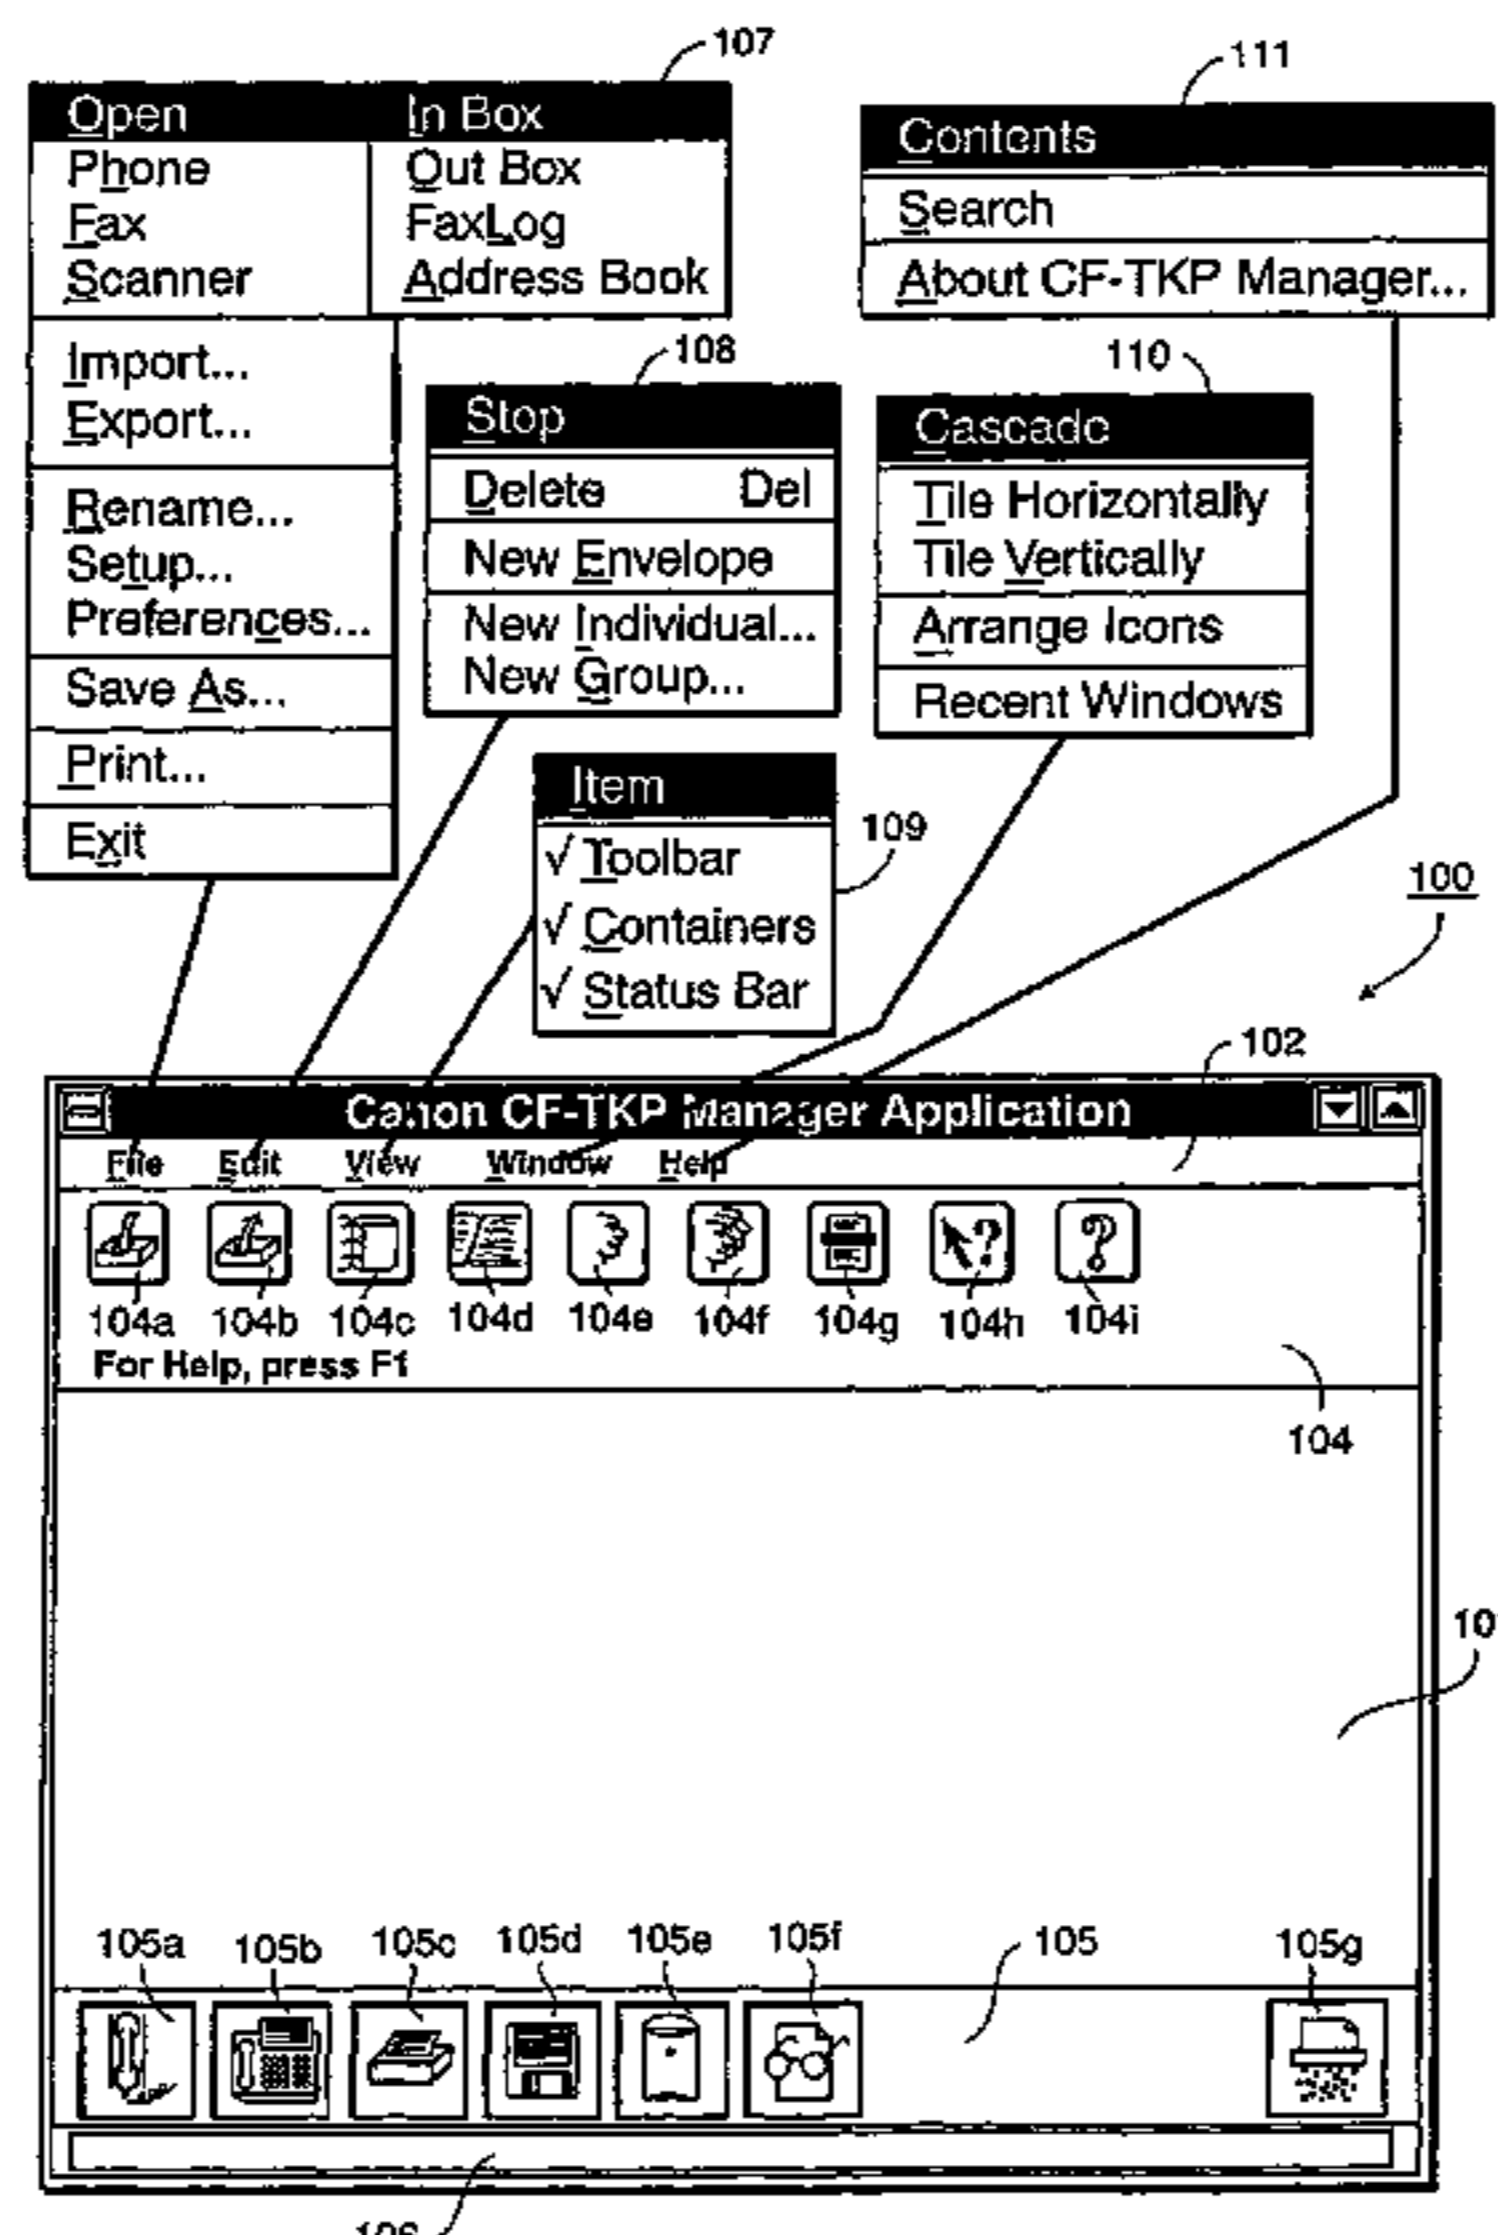 107
Open In Box
Phone Out Box
Fax FaxLog
Scanner Address Book
Import...
Export...
Rename...
Setup...
Preferences...
Save As...
Print...
Exit
111
Contents
Search
About CF-TKP Manager...
108
Stop
Delete Del
New Envelope
New Individual...
New Group...
110
Cascade
Tile Horizontally
Tile Vertically
Arrange Icons
Recent Windows
Item
√ Toolbar
√ Containers
√ Status Bar
109
100
102
Canon CF-TKP Manager Application
File Edit View Window Help
104a 104b 104c 104d 104e 104f 104g 104h 104i
For Help, press F1
104
10
105a 105b 105c 105d 105e 105f 105 105g
106